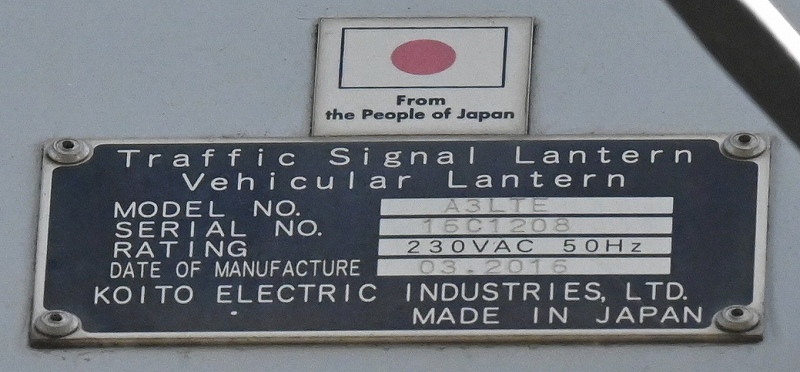 From
the People of Japan
Traffic Signal Lantern
Vehicular Lantern
MODEL NO. A3LTE
SERIAL NO. 16C1208
RATING 230VAC 50Hz
DATE OF MANUFACTURE 03.2016
KOITO ELECTRIC INDUSTRIES, LTD.
MADE IN JAPAN